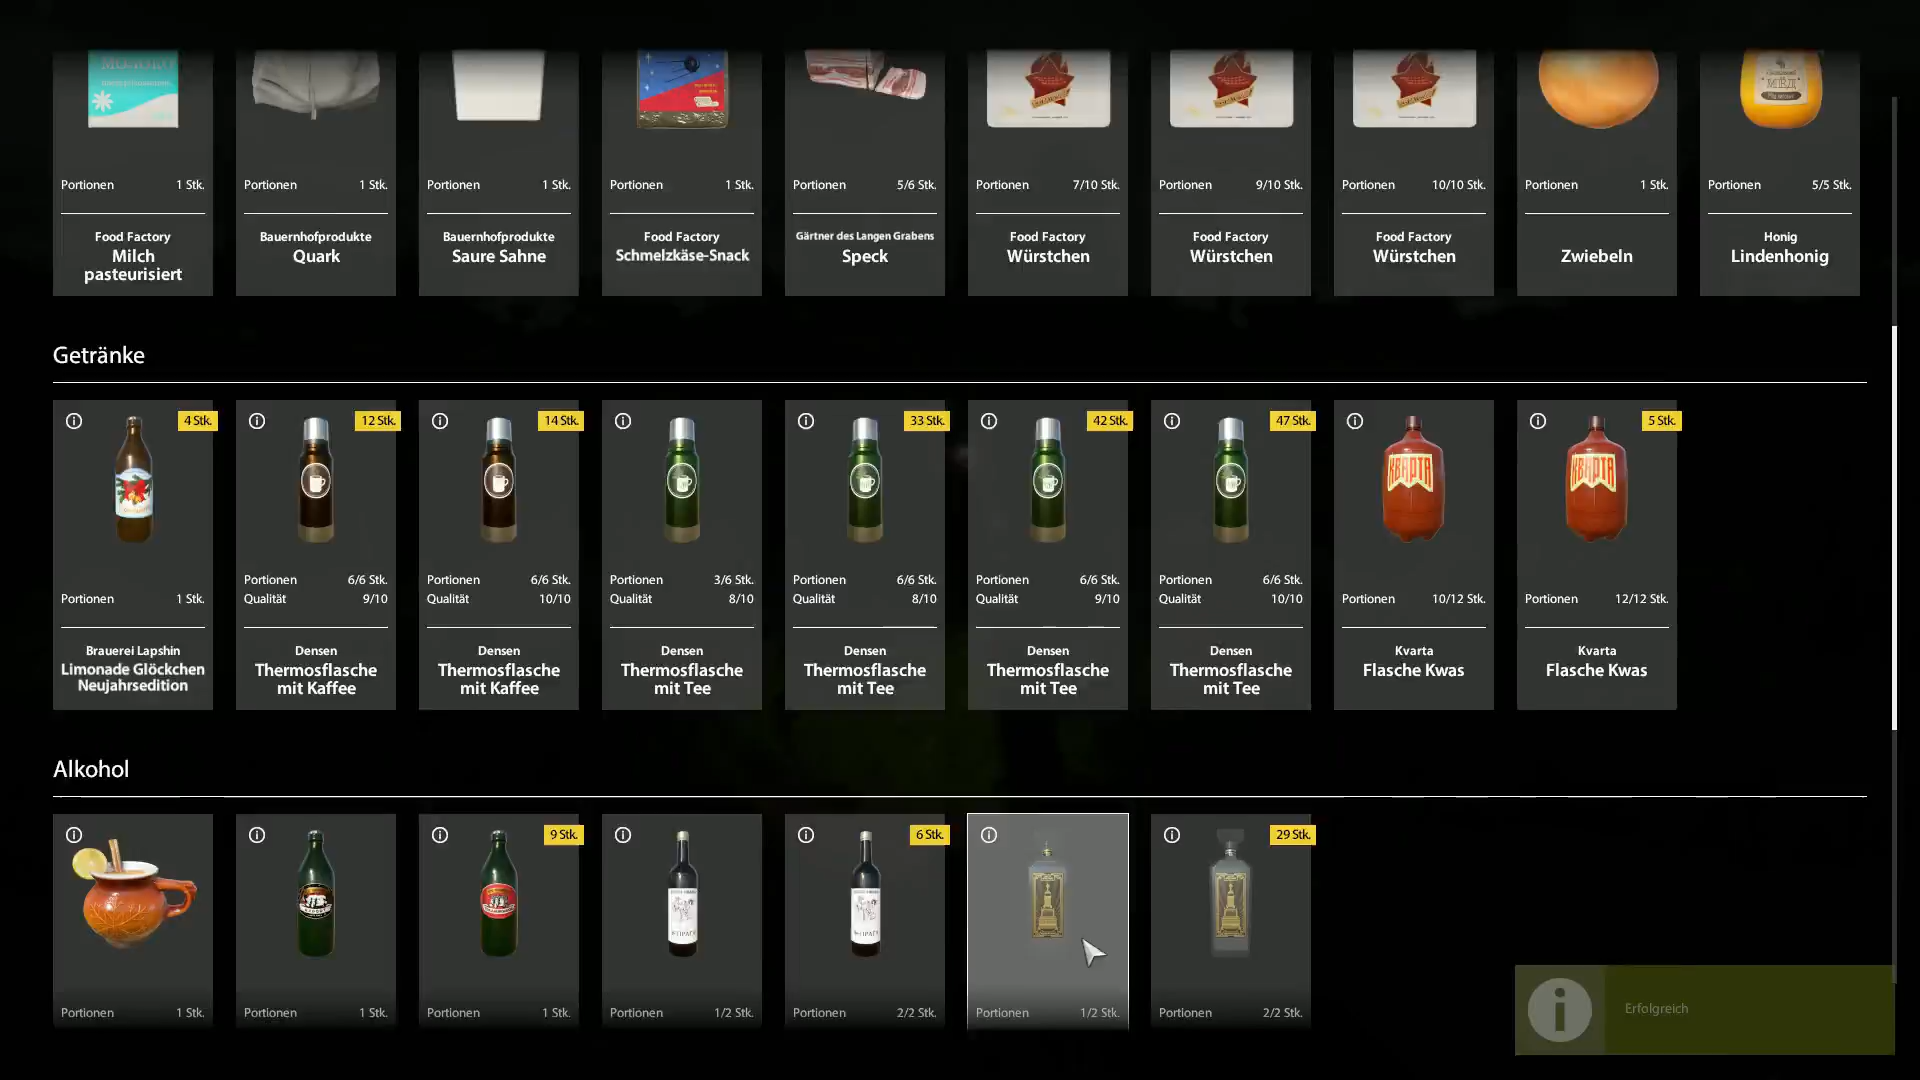 Portionen 1 Stk.
Portionen 1 Stk.
Portionen 1 Stk.
Portionen 1 Stk.
Portionen 5/6 Stk.
Portionen 7/10 Stk.
Portionen 9/10 Stk.
Portionen 10/10 Stk.
Portionen 1 Stk.
Portionen 5/5 Stk.
Food Factory
Milch
pasteurisiert
Bauernhofprodukte
Quark
Bauernhofprodukte
Saure Sahne
Food Factory
Schmelzkäse-Snack
Gärtner des Langen Grabens
Speck
Food Factory
Würstchen
Food Factory
Würstchen
Food Factory
Würstchen
Zwiebeln
Honig
Lindenhonig
Getränke
4 Stk.
Portionen 1 Stk.
Brauerei Lapshin
Limonade Glöckchen
Neujahrsedition
12 Stk.
Portionen 6/6 Stk.
Qualität 9/10
Densen
Thermosflasche
mit Kaffee
14 Stk.
Portionen 6/6 Stk.
Qualität 10/10
Densen
Thermosflasche
mit Kaffee
Portionen 3/6 Stk.
Qualität 8/10
Densen
Thermosflasche
mit Tee
33 Stk.
Portionen 6/6 Stk.
Qualität 8/10
Densen
Thermosflasche
mit Tee
42 Stk.
Portionen 6/6 Stk.
Qualität 9/10
Densen
Thermosflasche
mit Tee
47 Stk.
Portionen 6/6 Stk.
Qualität 10/10
Densen
Thermosflasche
mit Tee
КВАРТА
Portionen 10/12 Stk.
Kvarta
Flasche Kwas
5 Stk.
КВАРТА
Portionen 12/12 Stk.
Kvarta
Flasche Kwas
Alkohol
Portionen 1 Stk.
Portionen 1 Stk.
9 Stk.
Portionen 1 Stk.
Portionen 1/2 Stk.
6 Stk.
Portionen 2/2 Stk.
Portionen 1/2 Stk.
29 Stk.
Portionen 2/2 Stk.
Erfolgreich